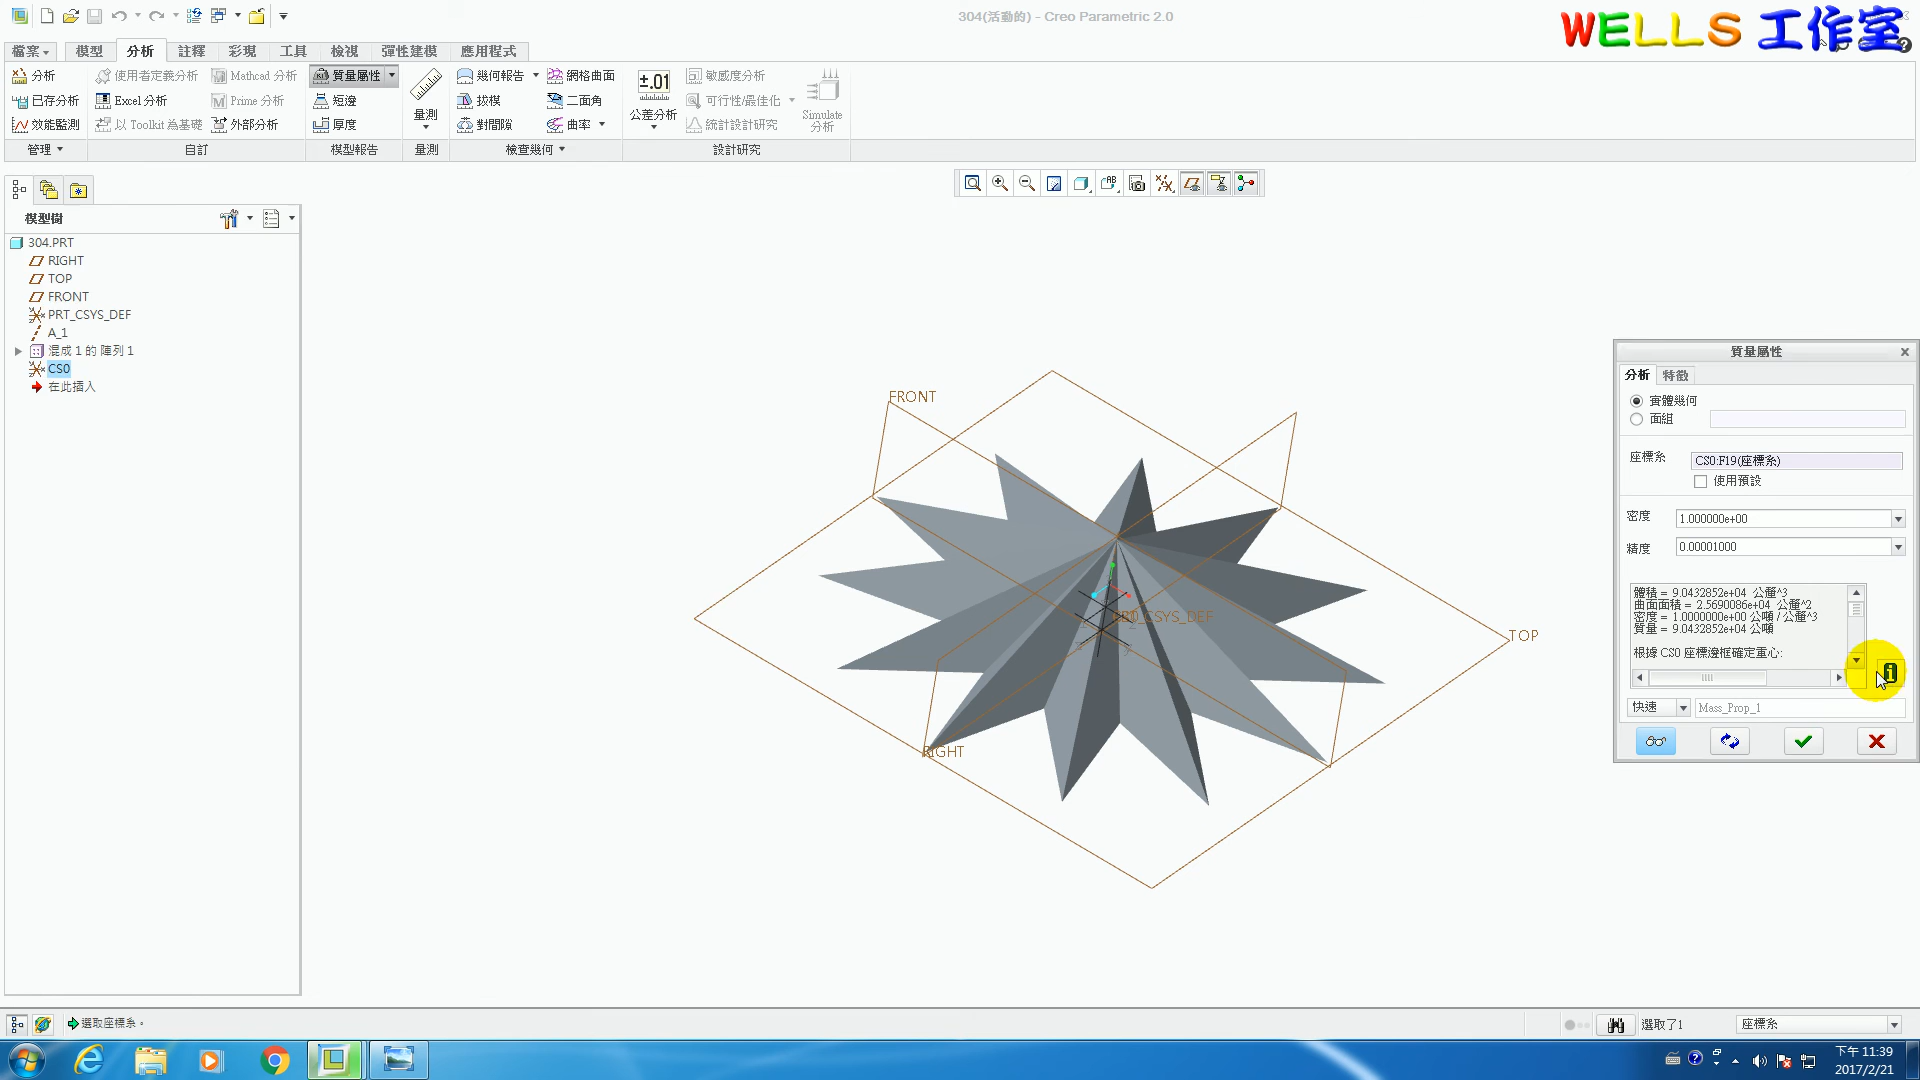 304(活動的) - Creo Parametric 2.0
WELLS 工作室
檔案 模型 分析 註釋 彩現 工具 檢視 彈性建模 應用程式
分析 使用者定義分析 Mathcad 分析 質量屬性 幾何報告 網格曲面 敏感度分析
已存分析 Excel 分析 Prime 分析 短邊 量測 拔模 二面角 ±.01 公差分析 可行性/最佳化 Simulate 分析
效能監測 以 Toolkit 為基礎 外部分析 厚度 對間隙 曲率 統計設計研究
管理 自訂 模型報告 量測 檢查幾何 設計研究
模型樹
304.PRT
RIGHT
TOP
FRONT
PRT_CSYS_DEF
A_1
混成 1 的 陣列 1
CS0
在此插入
FRONT
TOP
RIGHT
質量屬性
分析 特徵
實體幾何
面組
座標系 CS0:F19(座標系)
使用預設
密度 1.000000e+00
精度 0.00001000
體積 = 9.0432852e+04 公釐^3
曲面面積 = 2.5690086e+04 公釐^2
密度 = 1.0000000e+00 公噸 / 公釐^3
質量 = 9.0432852e+04 公噸
根據 CS0 座標邊框確定重心:
快速 Mass_Prop_1
選取座標系。
選取了1 座標系
下午 11:39
2017/2/21